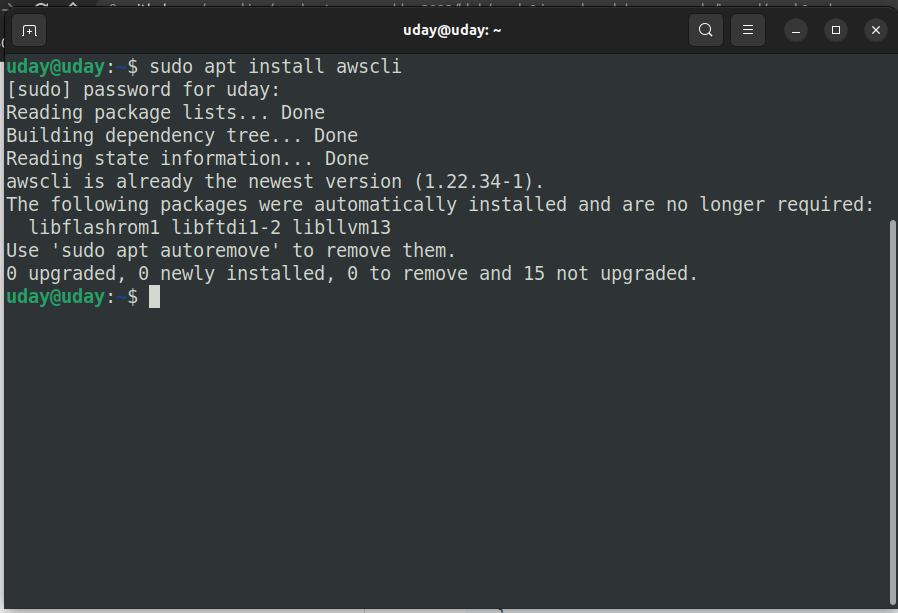 uday@uday: ~
uday@uday:~$ sudo apt install awscli
[sudo] password for uday:
Reading package lists... Done
Building dependency tree... Done
Reading state information... Done
awscli is already the newest version (1.22.34-1).
The following packages were automatically installed and are no longer required:
  libflashrom1 libftdi1-2 libllvm13
Use 'sudo apt autoremove' to remove them.
0 upgraded, 0 newly installed, 0 to remove and 15 not upgraded.
uday@uday:~$